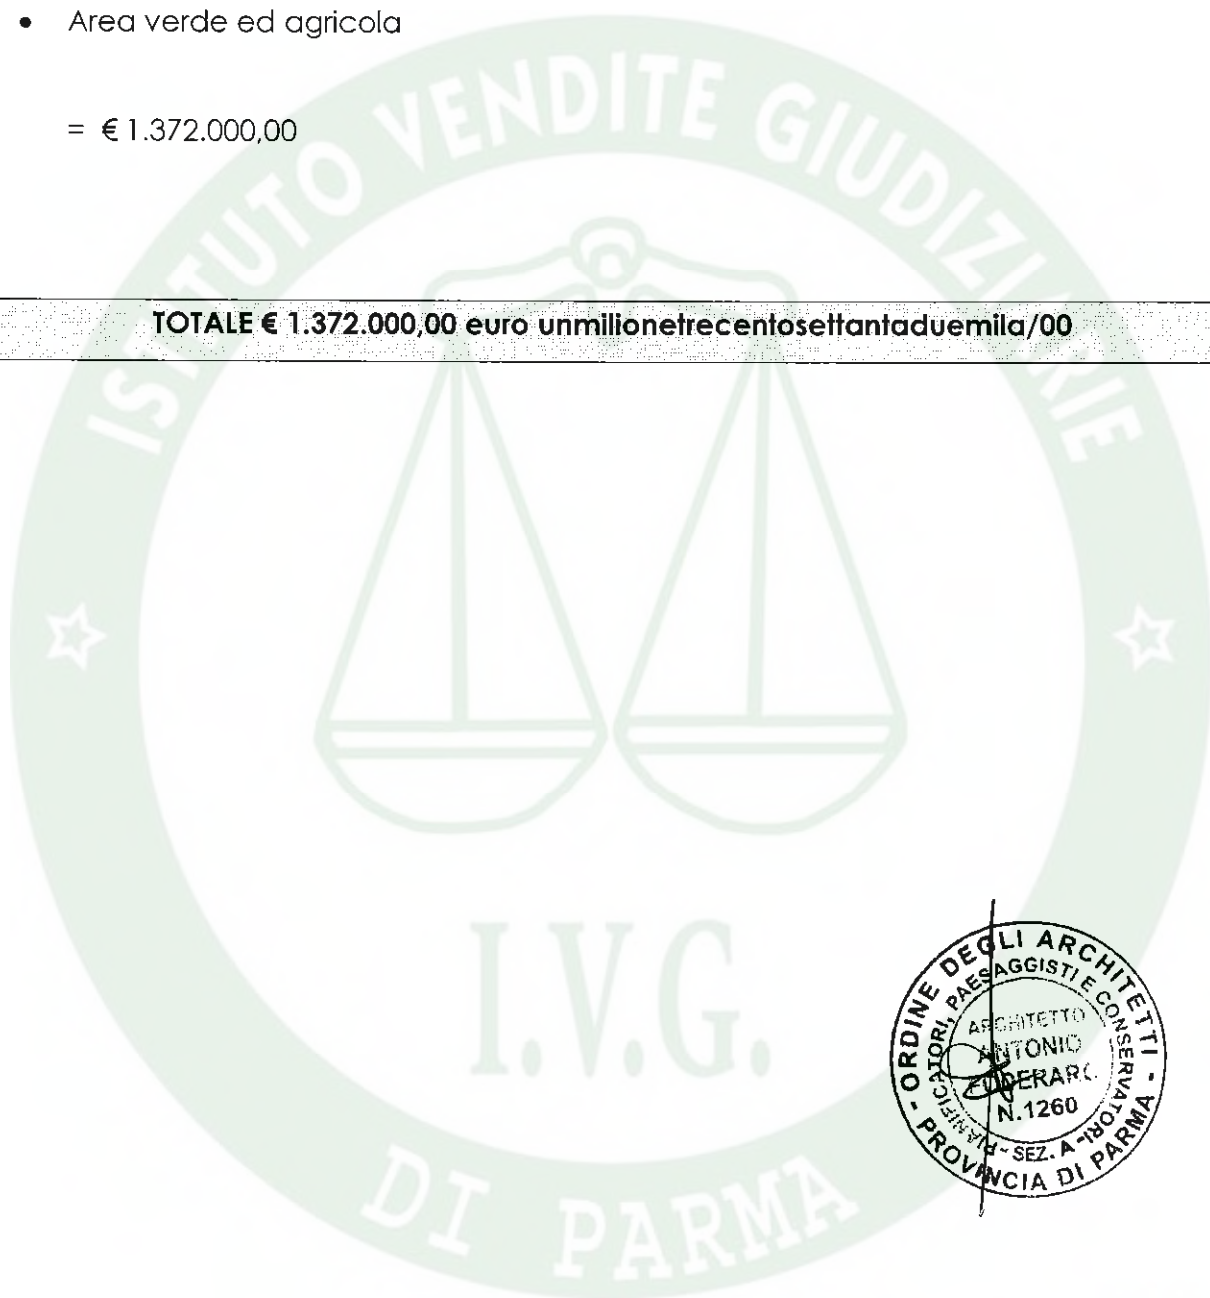 • Area verde ed agricola
= € 1.372.000,00
ISTITUTO VENDITE GIUDIZIARIE
TOTALE € 1.372.000,00 euro unmilionetrecentosettantaduemila/00
I.V.G.
DI PARMA
- ORDINE DEGLI ARCHITETTI -
PIANIFICATORI, PAESAGGISTI E CONSERVATORI
ARCHITETTO
ANTONIO
N.1260
- SEZ. A -
PROVINCIA DI PARMA